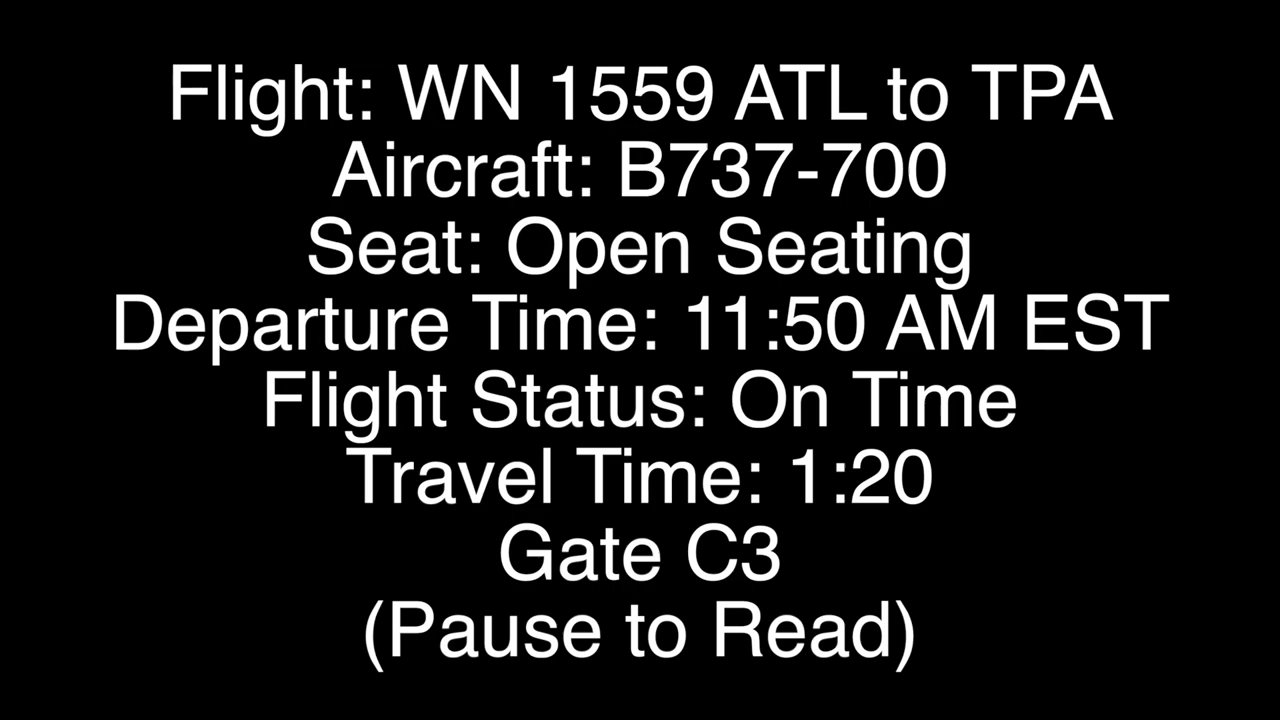 Flight: WN 1559 ATL to TPA
Aircraft: B737-700
Seat: Open Seating
Departure Time: 11:50 AM EST
Flight Status: On Time
Travel Time: 1:20
Gate C3
(Pause to Read)